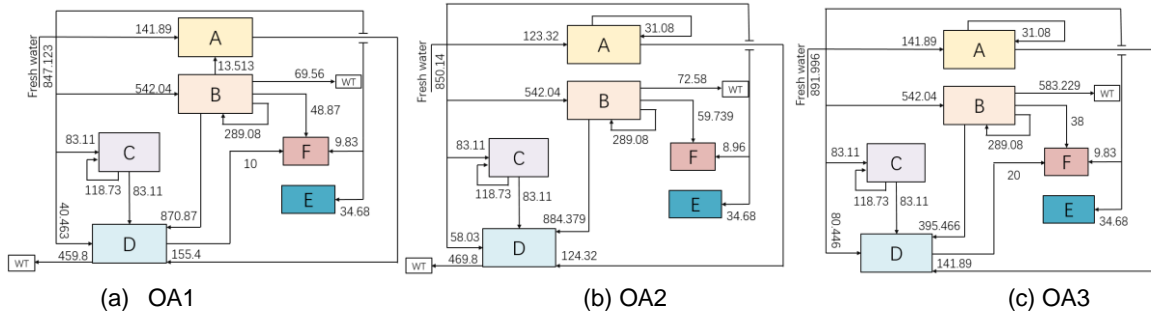 141.89
A
Fresh water
847.123
13.513
69.56
WT
542.04
B
48.87
289.08
83.11
C
F
9.83
10
118.73
83.11
E
34.68
40.463
870.87
D
459.8
155.4
WT
(a) OA1
31.08
123.32
A
Fresh water
850.14
72.58
WT
542.04
B
59.739
289.08
83.11
C
F
8.96
118.73
83.11
E
34.68
884.379
58.03
D
469.8
124.32
WT
(b) OA2
31.08
141.89
A
Fresh water
891.996
583.229
WT
542.04
B
38
289.08
83.11
C
F
9.83
20
118.73
83.11
E
34.68
80.446
395.466
D
141.89
(c) OA3